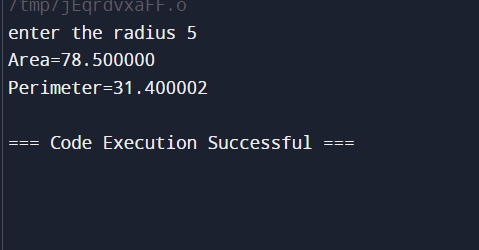 /tmp/jEqrdvxaFF.o
enter the radius 5
Area=78.500000
Perimeter=31.400002
=== Code Execution Successful ===